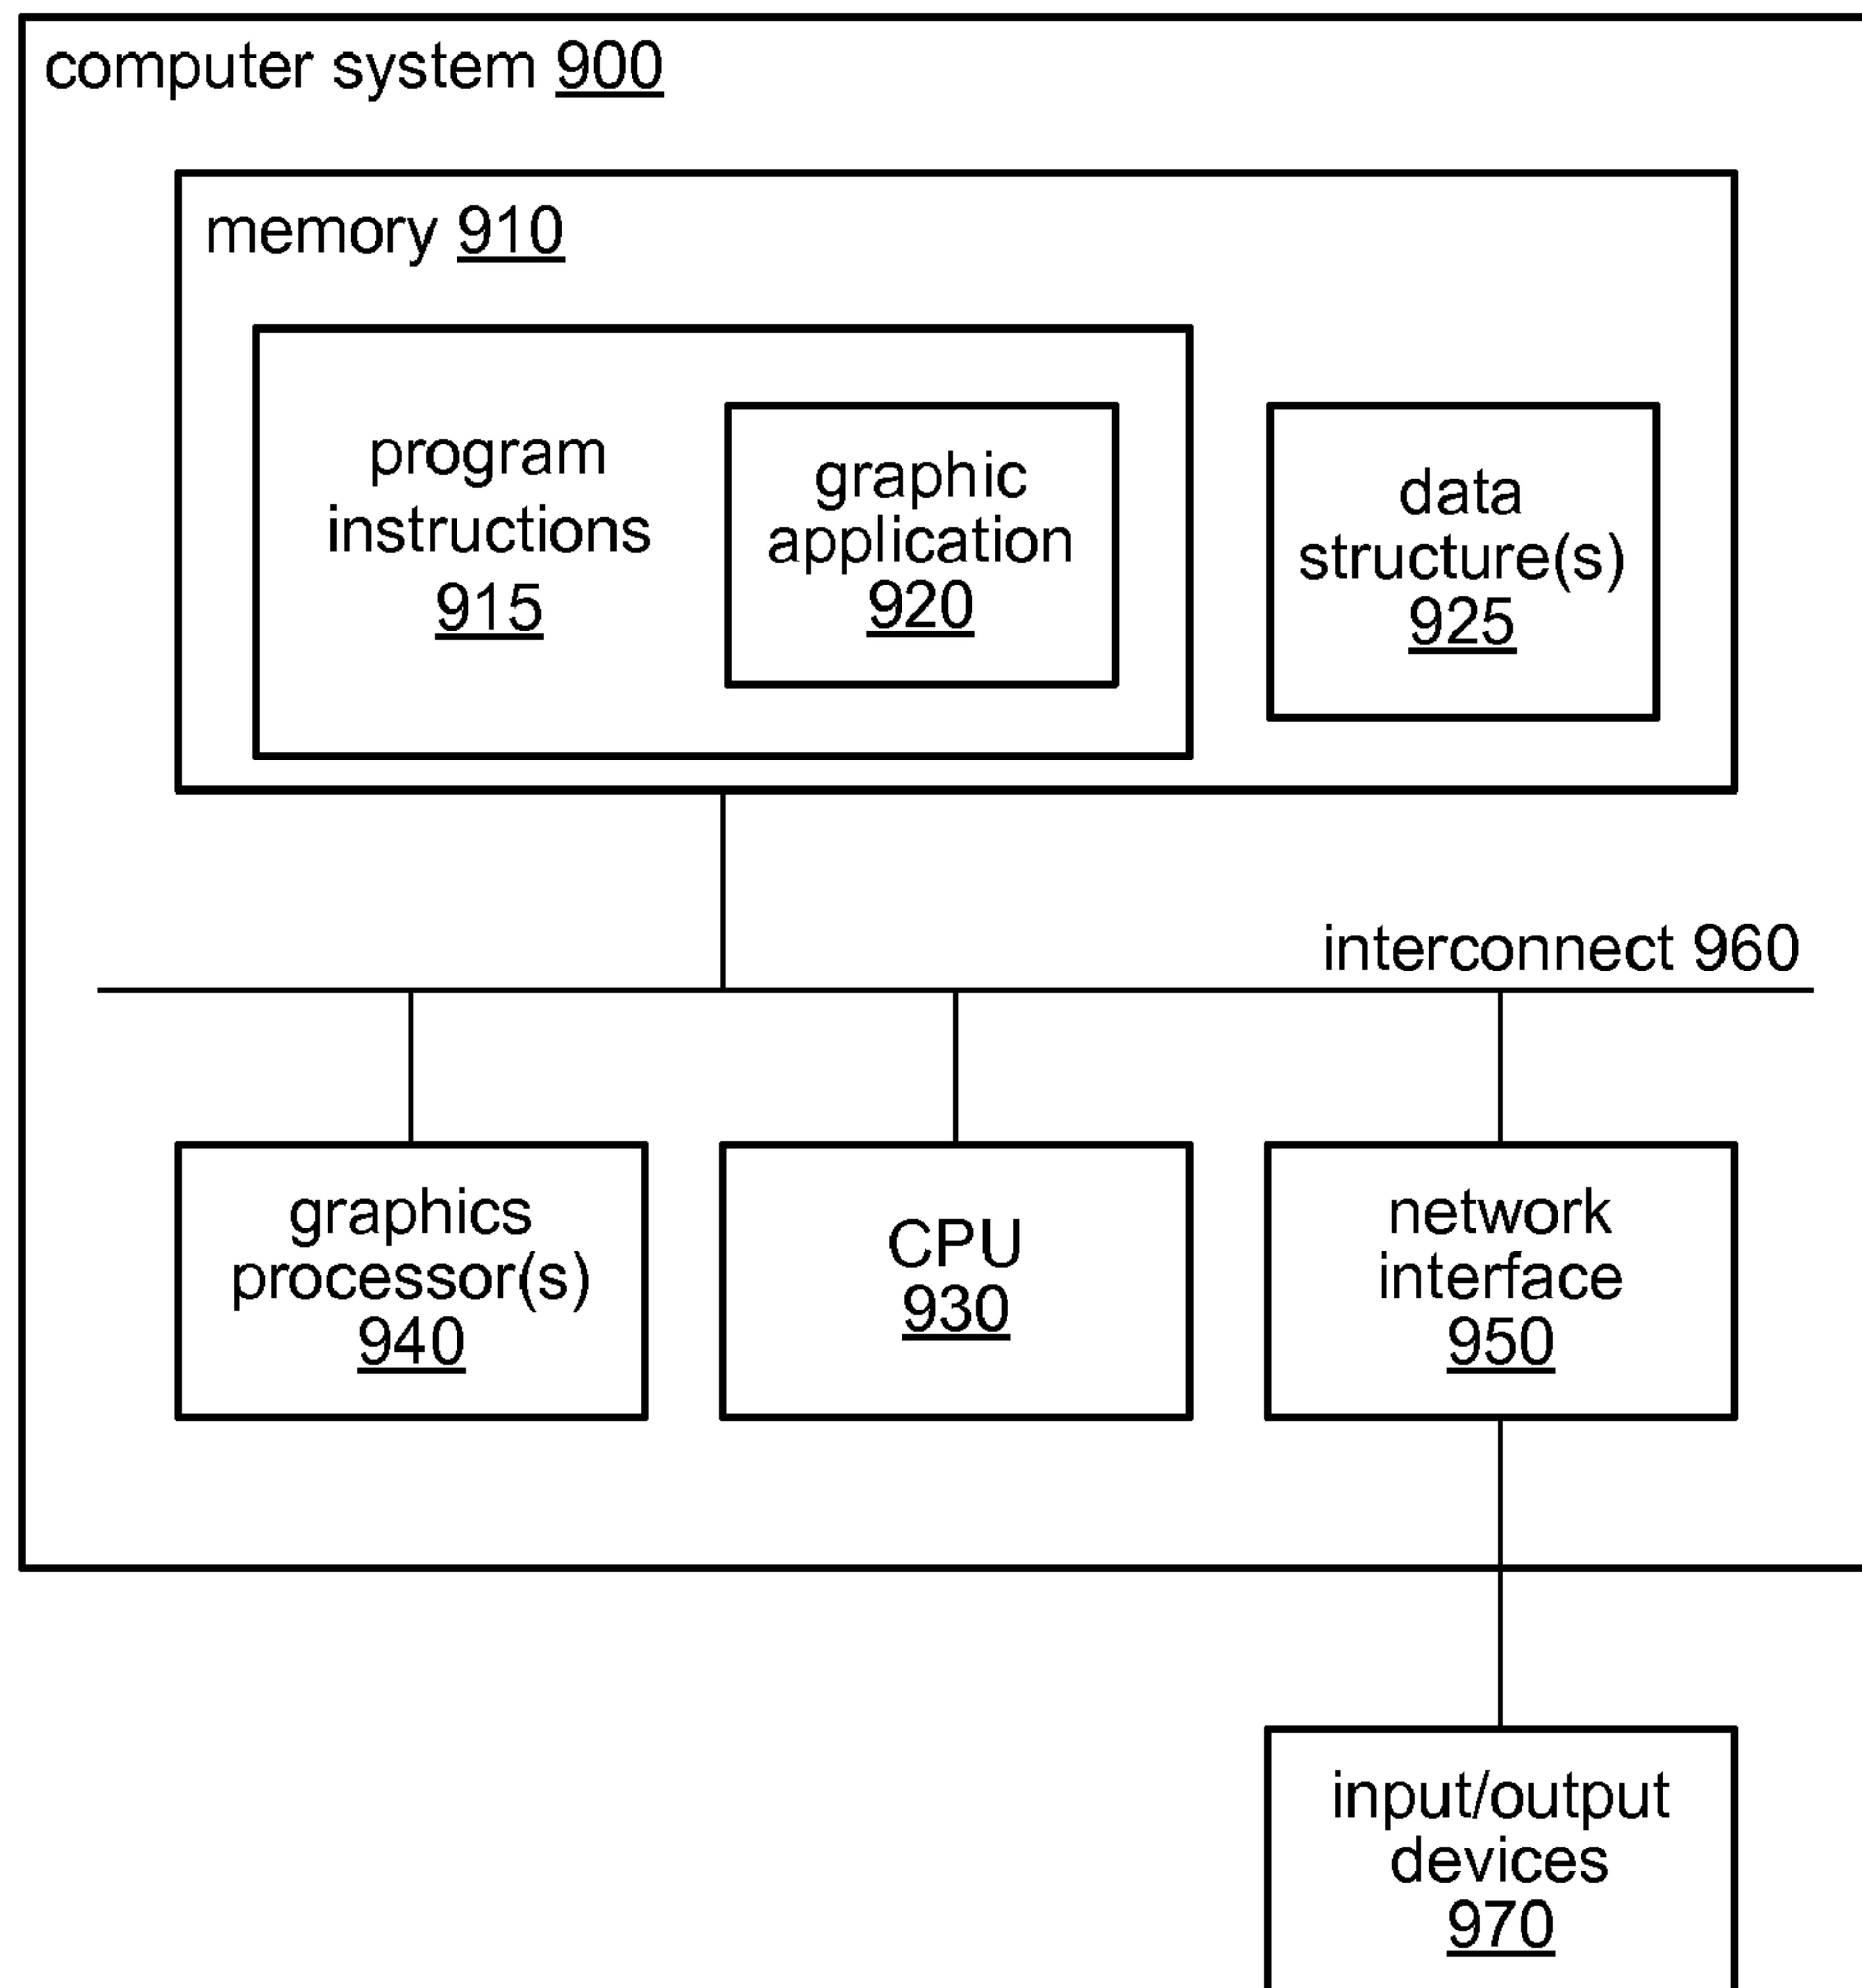 computer system 900
memory 910
program
instructions
915
graphic
application
920
data
structure(s)
925
interconnect 960
graphics
processor(s)
940
CPU
930
network
interface
950
input/output
devices
970